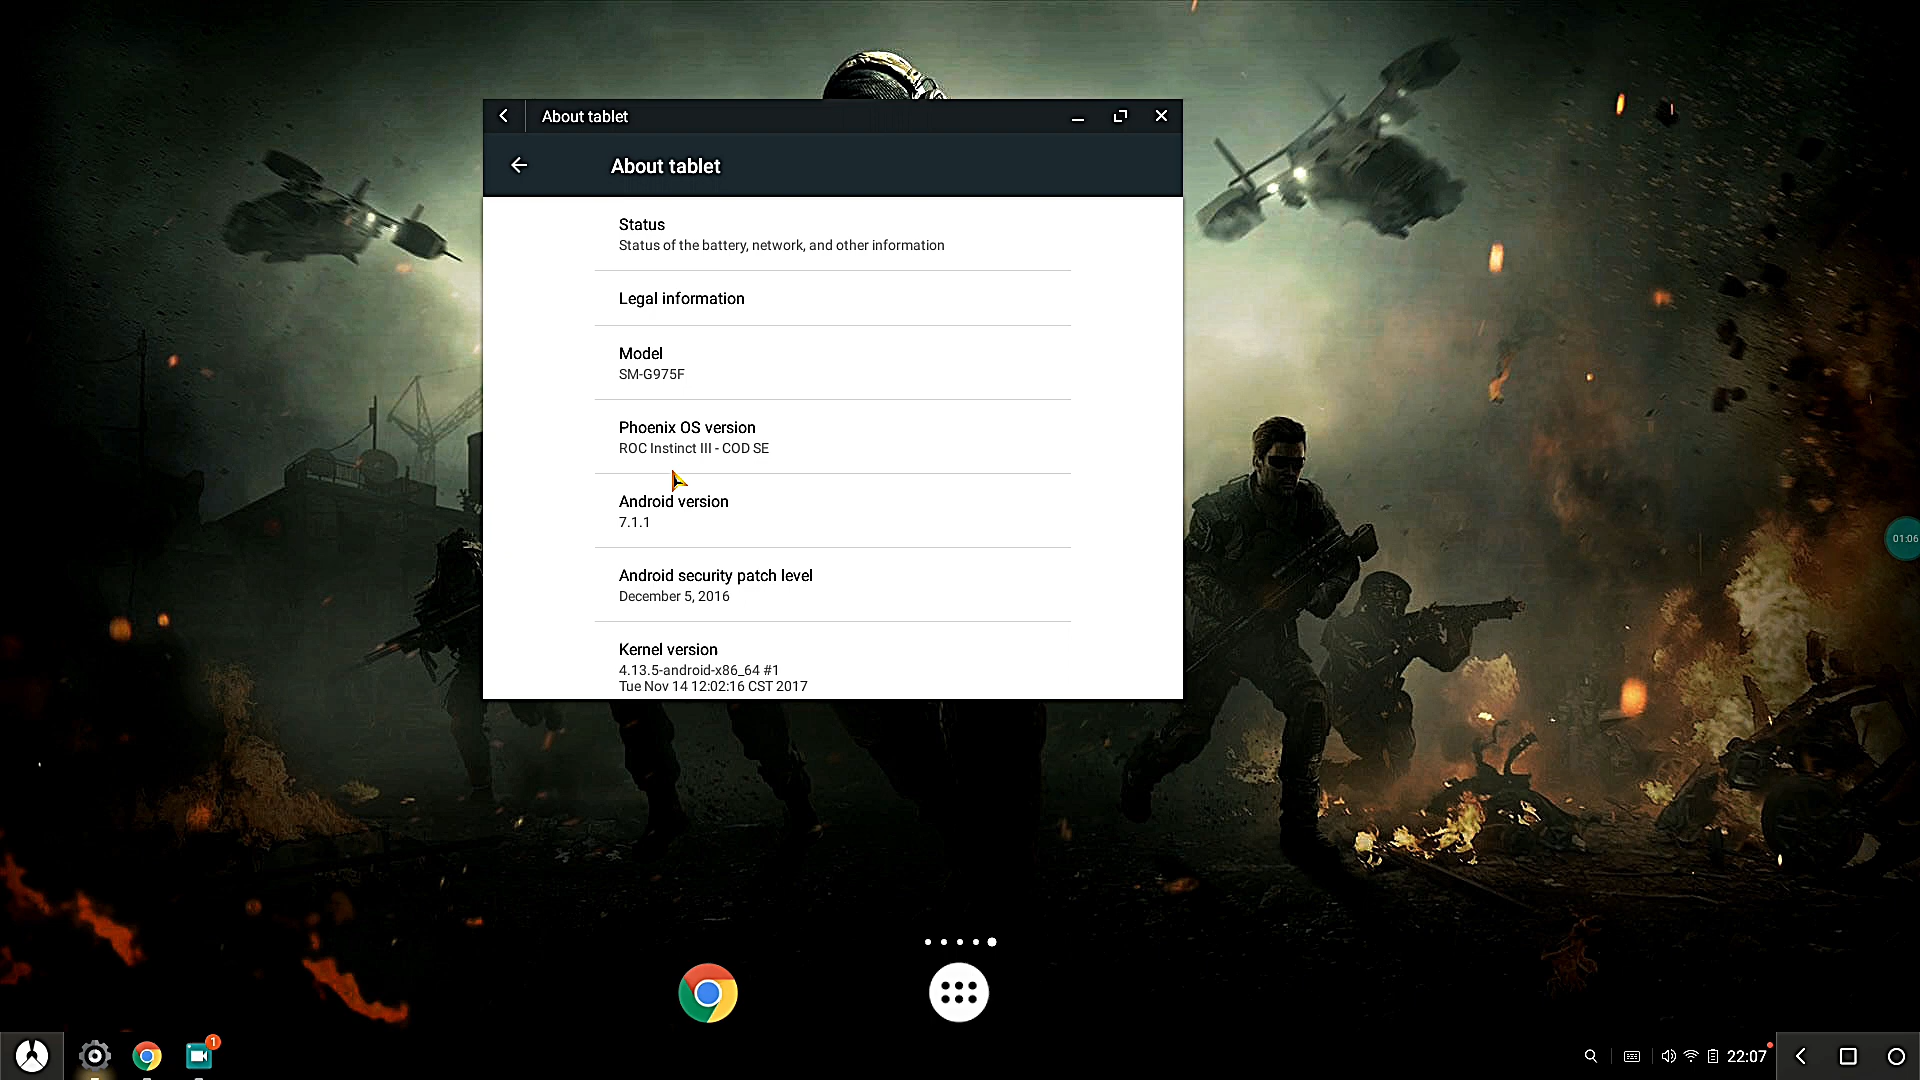 About tablet
About tablet
Status
Status of the battery, network, and other information
Legal information
Model
SM-G975F
Phoenix OS version
ROC Instinct III - COD SE
Android version
7.1.1
Android security patch level
December 5, 2016
Kernel version
4.13.5-android-x86_64 #1
Tue Nov 14 12:02:16 CST 2017
01:06
1
22:07